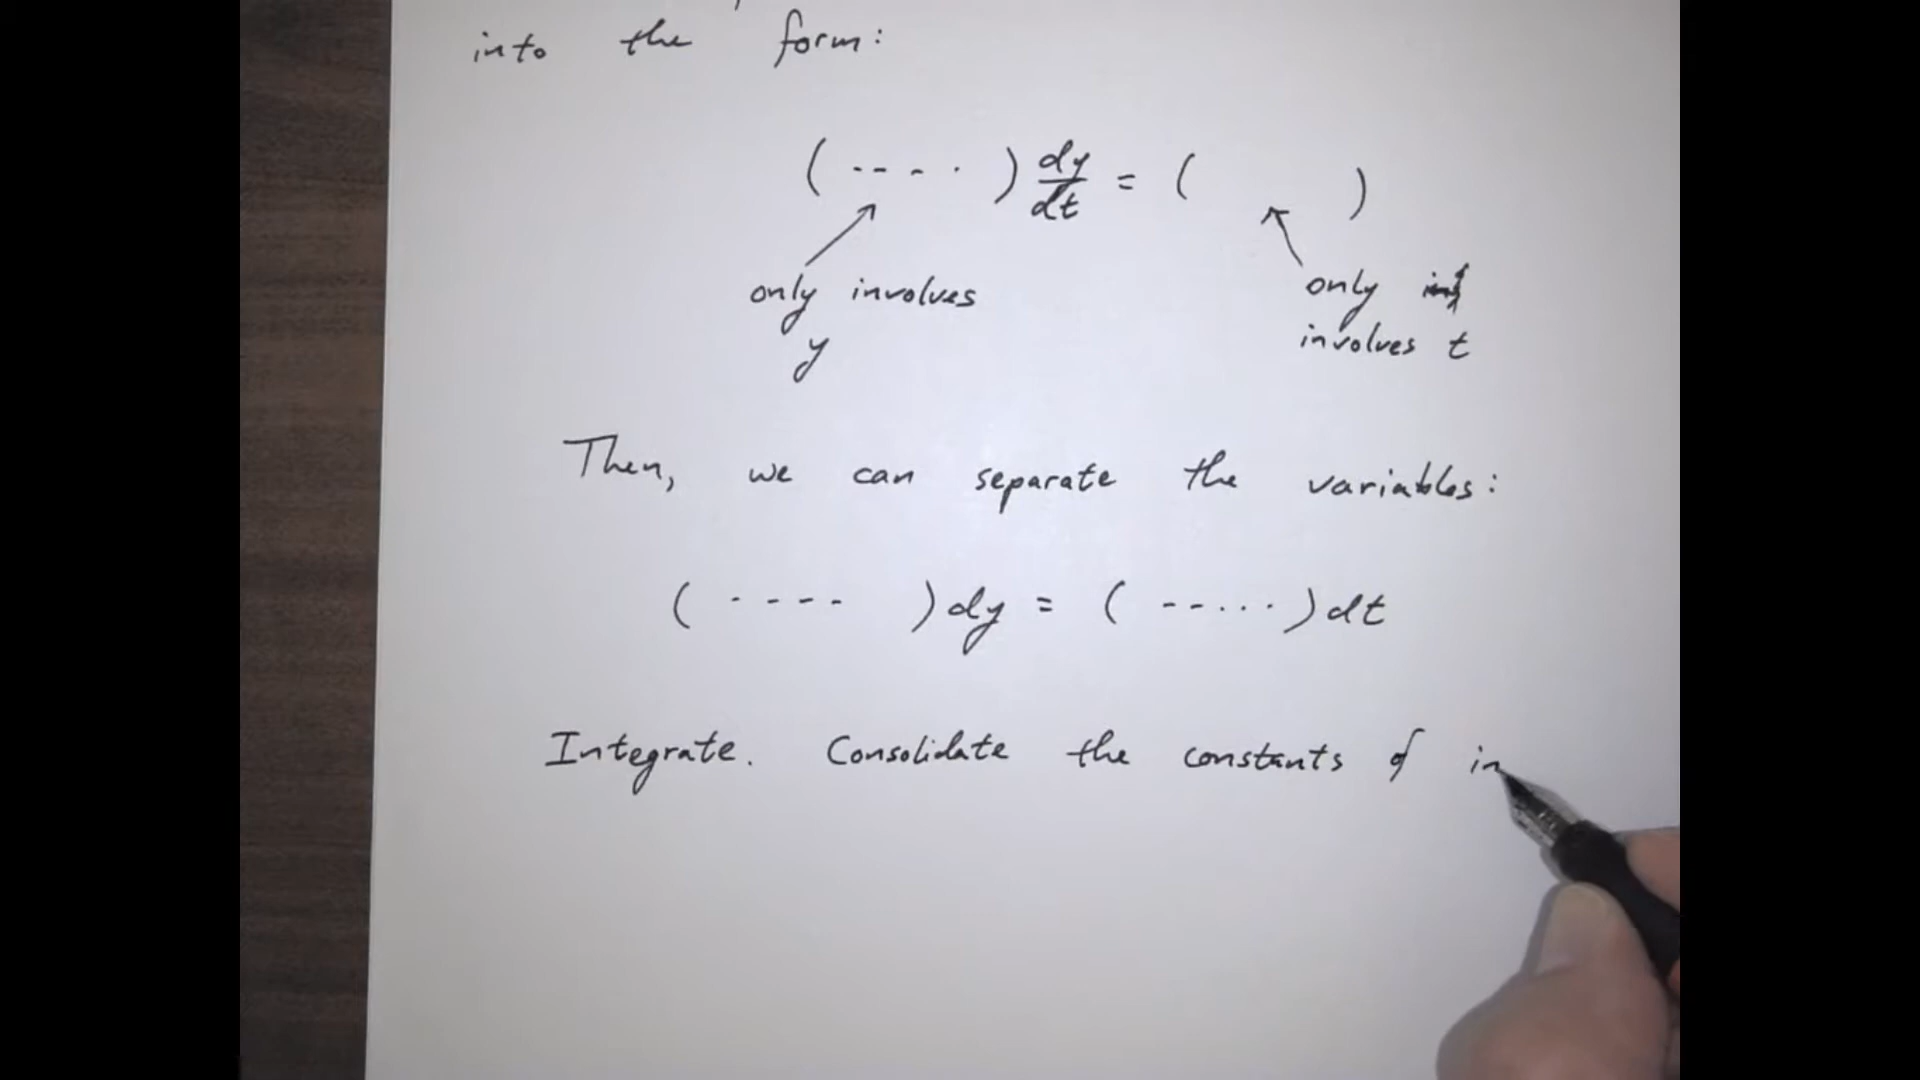 into the form:
( -- - · ) dy/dt = ( )
only involves y
only
involves t
Then, we can separate the variables:
( · - - - ) dy = ( - - · · · ) dt
Integrate. Consolidate the constants of in